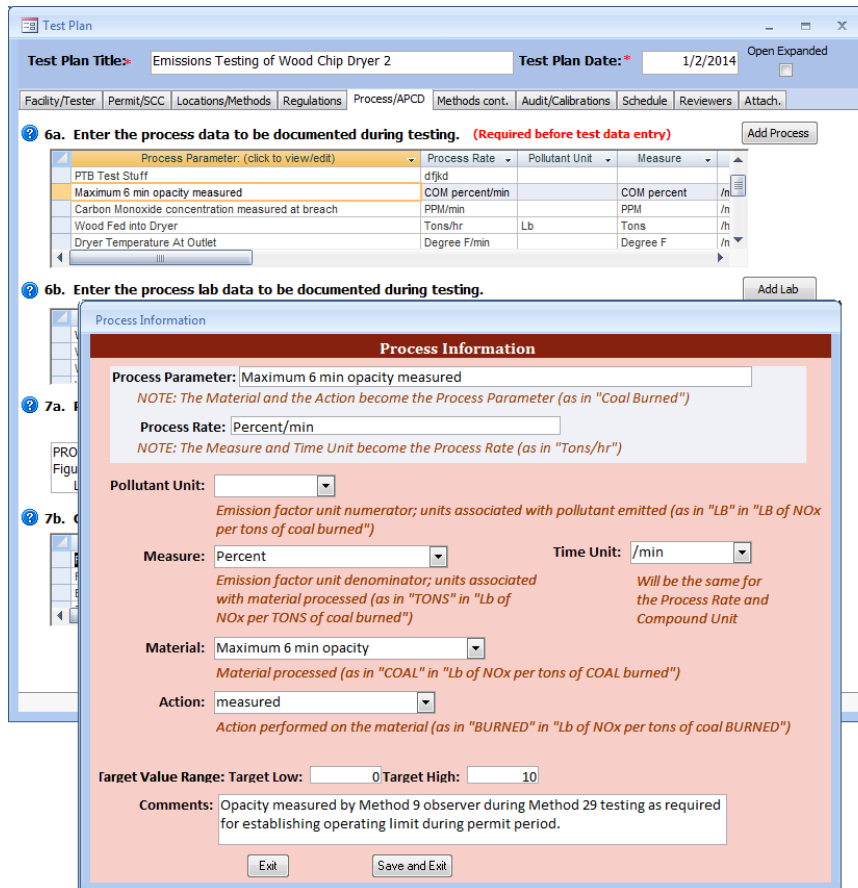 Test Plan
Test Plan Title:* Emissions Testing of Wood Chip Dryer 2 Test Plan Date:* 1/2/2014 Open Expanded
Facility/Tester Permit/SCC Locations/Methods Regulations Process/APCD Methods cont. Audit/Calibrations Schedule Reviewers Attach.
6a. Enter the process data to be documented during testing. (Required before test data entry) Add Process
Process Parameter: (click to view/edit) Process Rate Pollutant Unit Measure
PTB Test Stuff dfjkd
Maximum 6 min opacity measured COM percent/min COM percent
Carbon Monoxide concentration measured at breach PPM/min PPM
Wood Fed into Dryer Tons/hr Lb Tons /h
Dryer Temperature At Outlet Degree F/min Degree F
6b. Enter the process lab data to be documented during testing. Add Lab
7a.
PRO
Figu
7b.
Process Information
Process Information
Process Parameter: Maximum 6 min opacity measured
NOTE: The Material and the Action become the Process Parameter (as in "Coal Burned")
Process Rate: Percent/min
NOTE: The Measure and Time Unit become the Process Rate (as in "Tons/hr")
Pollutant Unit:
Emission factor unit numerator; units associated with pollutant emitted (as in "LB" in "LB of NOx
per tons of coal burned")
Measure: Percent Time Unit: /min
Emission factor unit denominator; units associated
with material processed (as in "TONS" in "Lb of
NOx per TONS of coal burned")
Will be the same for
the Process Rate and
Compound Unit
Material: Maximum 6 min opacity
Material processed (as in "COAL" in "Lb of NOx per tons of COAL burned")
Action: measured
Action performed on the material (as in "BURNED" in "Lb of NOx per tons of coal BURNED")
Target Value Range: Target Low: 0 Target High: 10
Comments: Opacity measured by Method 9 observer during Method 29 testing as required
for establishing operating limit during permit period.
Exit Save and Exit